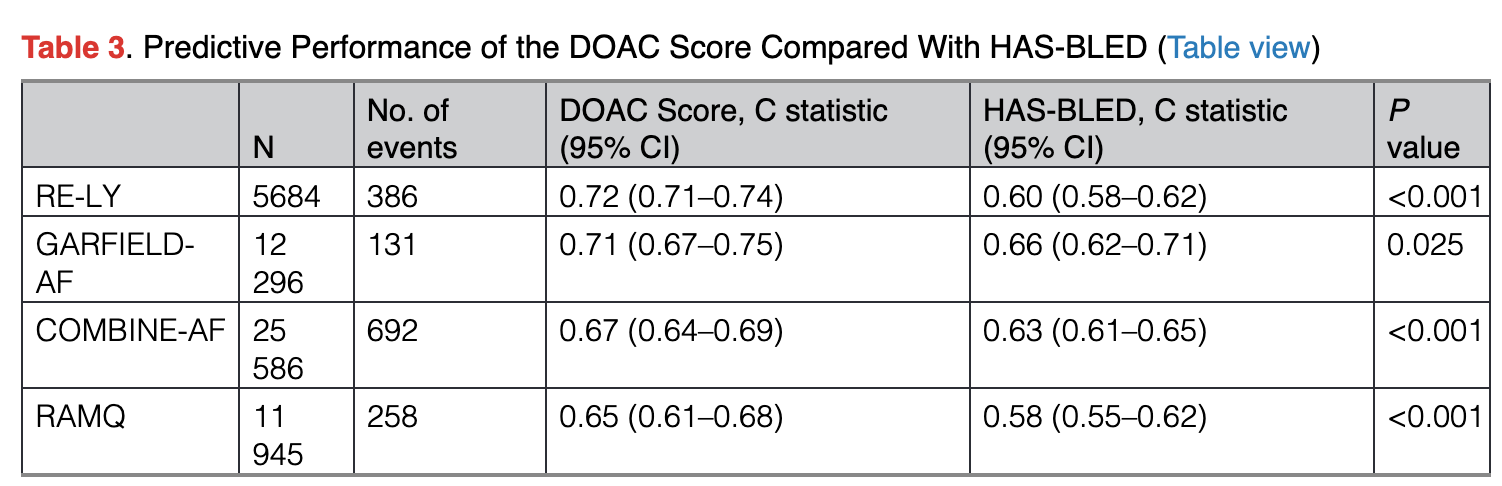 Table 3. Predictive Performance of the DOAC Score Compared With HAS-BLED (Table view)
N
No. of events
DOAC Score, C statistic (95% CI)
HAS-BLED, C statistic (95% CI)
P value
RE-LY 5684 386 0.72 (0.71–0.74) 0.60 (0.58–0.62) <0.001
GARFIELD-AF 12 296 131 0.71 (0.67–0.75) 0.66 (0.62–0.71) 0.025
COMBINE-AF 25 586 692 0.67 (0.64–0.69) 0.63 (0.61–0.65) <0.001
RAMQ 11 945 258 0.65 (0.61–0.68) 0.58 (0.55–0.62) <0.001